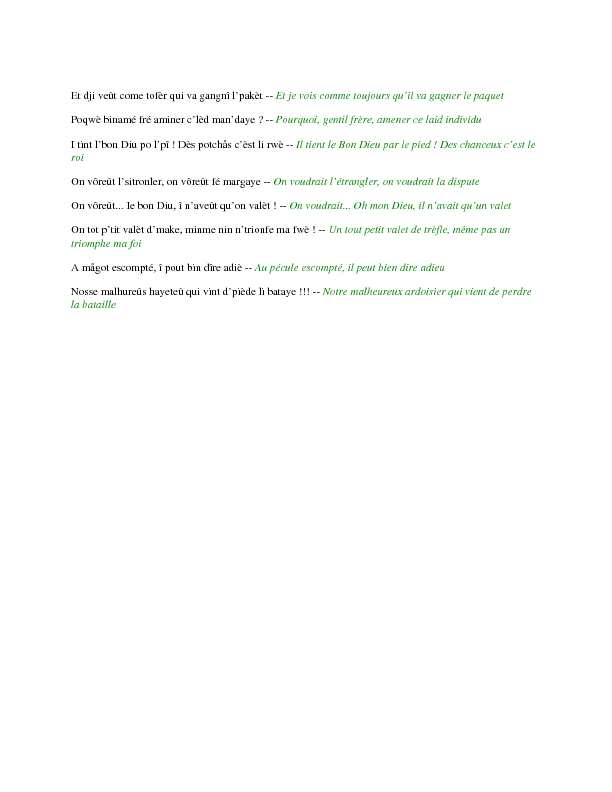 Et dji veût come tofèr qui va gangnî l’pakèt -- Et je vois comme toujours qu’il va gagner le paquet
Poqwè binamé fré aminer c’lèd man’daye ? -- Pourquoi, gentil frère, amener ce laid individu
I tint l’bon Diu po l’pî ! Dès potchås c’èst li rwè -- Il tient le Bon Dieu par le pied ! Des chanceux c’est le
roi
On vôreût l’sitronler, on vôreût fé margaye -- On voudrait l’étrangler, on voudrait la dispute
On vôreût... Ie bon Diu, î n’aveût qu’on valèt ! -- On voudrait... Oh mon Dieu, il n’avait qu’un valet
On tot p’tit valèt d’make, minme nin n’trionfe ma fwè ! -- Un tout petit valet de trèfle, même pas un
triomphe ma foi
A mågot escompté, î pout bin dîre adiè -- Au pécule escompté, il peut bien dire adieu
Nosse malhureûs hayeteû qui vint d’piède li bataye !!! -- Notre malheureux ardoisier qui vient de perdre
la bataille